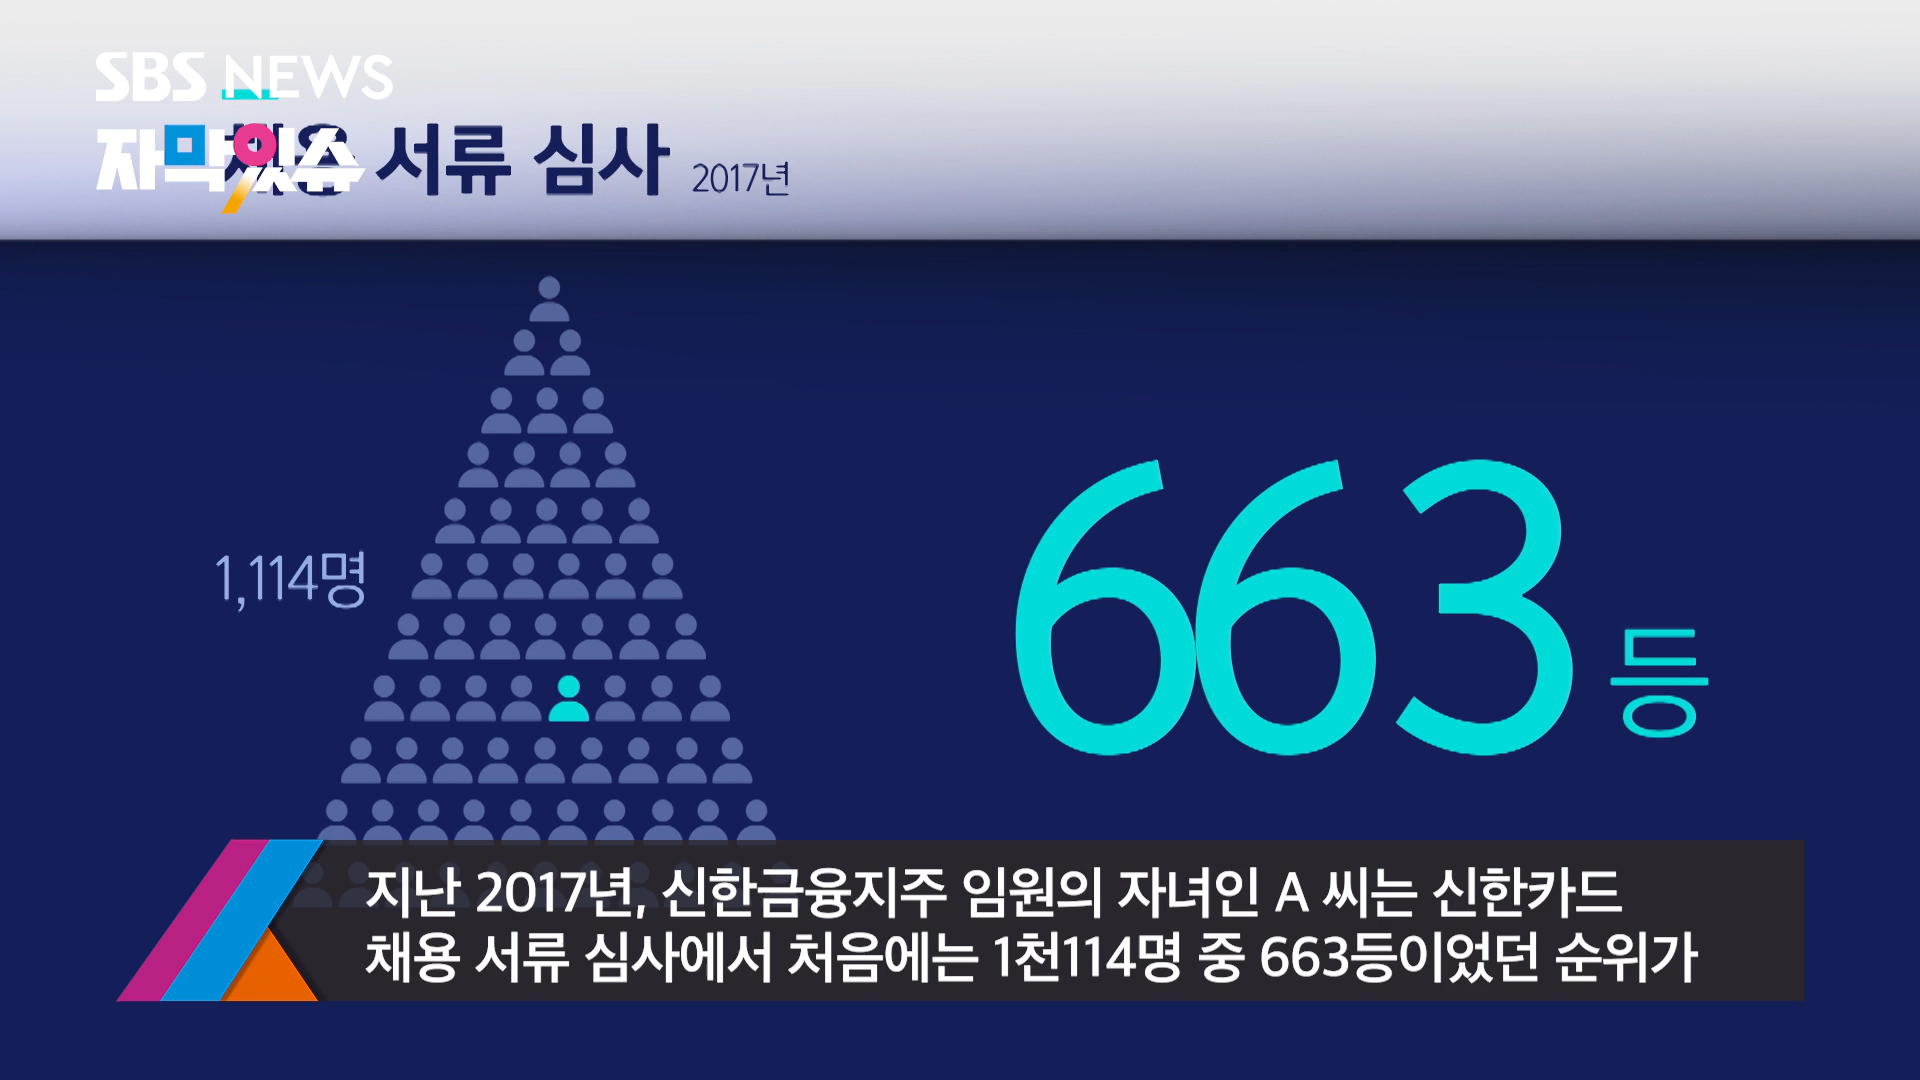 SBS NEWS
자막있슈
채용 서류 심사 2017년
1,114명
663등
지난 2017년, 신한금융지주 임원의 자녀인 A 씨는 신한카드
채용 서류 심사에서 처음에는 1천114명 중 663등이었던 순위가